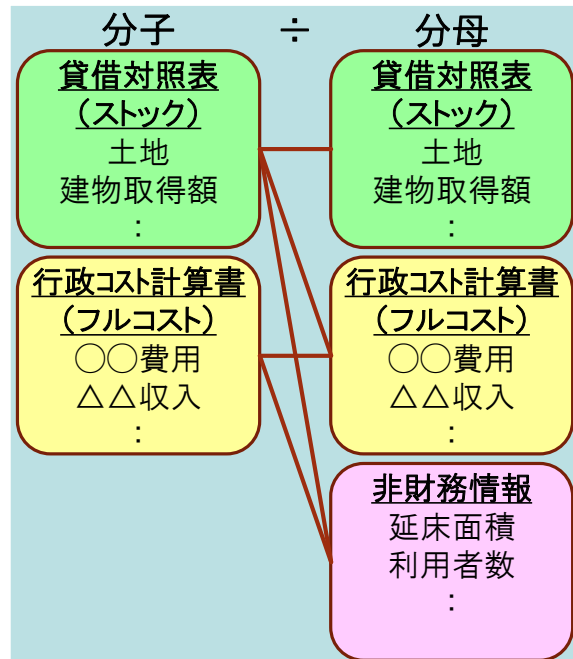 分子 ÷ 分母
貸借対照表
（ストック）
土地
建物取得額
：
行政コスト計算書
（フルコスト）
○○費用
△△収入
：
貸借対照表
（ストック）
土地
建物取得額
：
行政コスト計算書
（フルコスト）
○○費用
△△収入
：
非財務情報
延床面積
利用者数
：